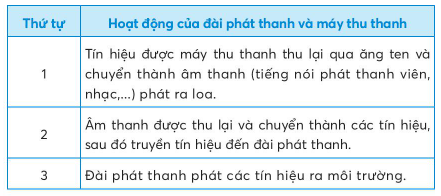 Thứ tự
Hoạt động của đài phát thanh và máy thu thanh
1
Tín hiệu được máy thu thanh thu lại qua ăng ten và
chuyển thành âm thanh (tiếng nói phát thanh viên,
nhạc,...) phát ra loa.
2
Âm thanh được thu lại và chuyển thành các tín hiệu,
sau đó truyền tín hiệu đến đài phát thanh.
3
Đài phát thanh phát các tín hiệu ra môi trường.